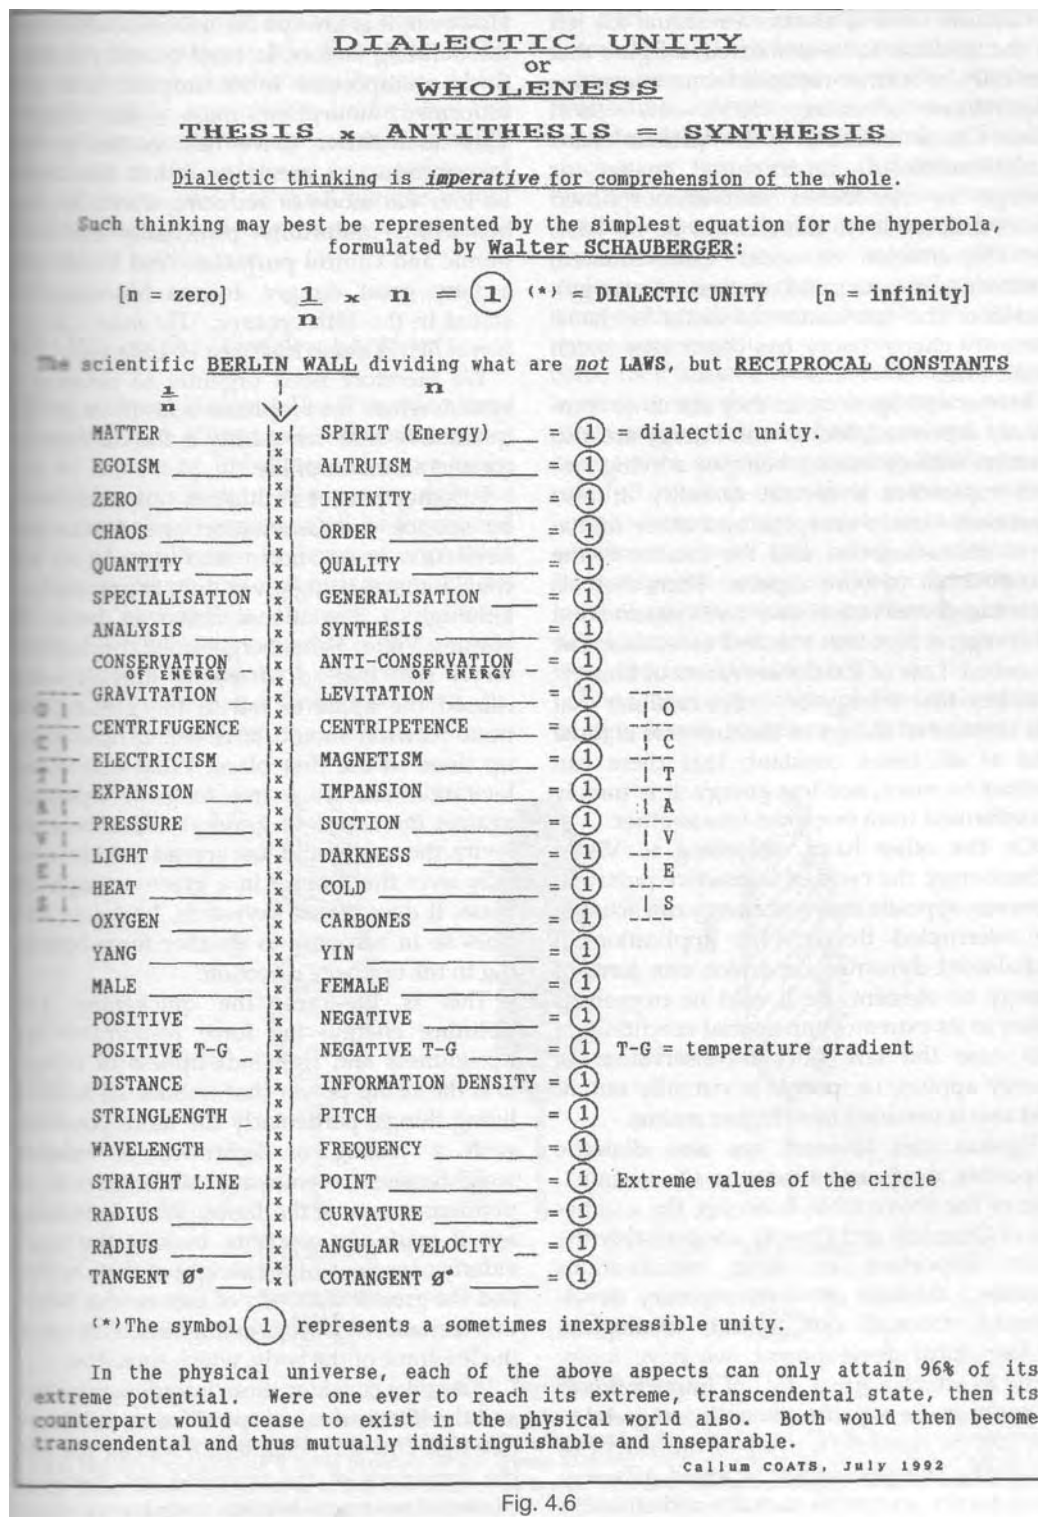 DIALECTIC UNITY
or
WHOLENESS
THESIS x ANTITHESIS = SYNTHESIS
Dialectic thinking is imperative for comprehension of the whole.
Such thinking may best be represented by the simplest equation for the hyperbola,
formulated by Walter SCHAUBERGER:
[n = zero] 1/n x n = 1 (*) = DIALECTIC UNITY [n = infinity]
The scientific BERLIN WALL dividing what are not LAWS, but RECIPROCAL CONSTANTS
1/n n
MATTER x SPIRIT (Energy) = 1 = dialectic unity.
EGOISM x ALTRUISM = 1
ZERO x INFINITY = 1
CHAOS x ORDER = 1
QUANTITY x QUALITY = 1
SPECIALISATION x GENERALISATION = 1
ANALYSIS x SYNTHESIS = 1
CONSERVATION OF ENERGY x ANTI-CONSERVATION OF ENERGY = 1
GRAVITATION x LEVITATION = 1
CENTRIFUGENCE x CENTRIPETENCE = 1
ELECTRICISM x MAGNETISM = 1
EXPANSION x IMPANSION = 1
PRESSURE x SUCTION = 1
LIGHT x DARKNESS = 1
HEAT x COLD = 1
OXYGEN x CARBONES = 1
YANG x YIN = 1
MALE x FEMALE = 1
POSITIVE x NEGATIVE = 1
POSITIVE T-G x NEGATIVE T-G = 1 T-G = temperature gradient
DISTANCE x INFORMATION DENSITY = 1
STRINGLENGTH x PITCH = 1
WAVELENGTH x FREQUENCY = 1
STRAIGHT LINE x POINT = 1 Extreme values of the circle
RADIUS x CURVATURE = 1
RADIUS x ANGULAR VELOCITY = 1
TANGENT Ø° x COTANGENT Ø° = 1
OCTAVES
OCTAVES
(*) The symbol 1 represents a sometimes inexpressible unity.
In the physical universe, each of the above aspects can only attain 96% of its
extreme potential. Were one ever to reach its extreme, transcendental state, then its
counterpart would cease to exist in the physical world also. Both would then become
transcendental and thus mutually indistinguishable and inseparable.
Callum COATS, July 1992
Fig. 4.6